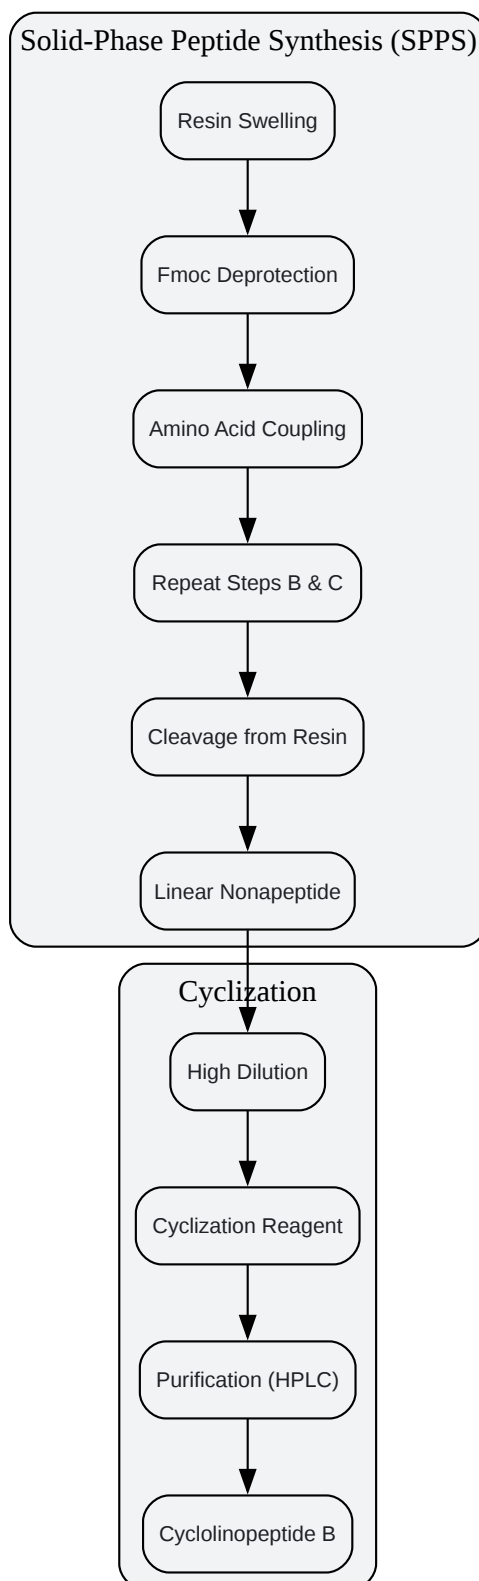 Solid-Phase Peptide Synthesis (SPPS)
Resin Swelling
Fmoc Deprotection
Amino Acid Coupling
Repeat Steps B & C
Cleavage from Resin
Linear Nonapeptide
Cyclization
High Dilution
Cyclization Reagent
Purification (HPLC)
Cyclolinopeptide B